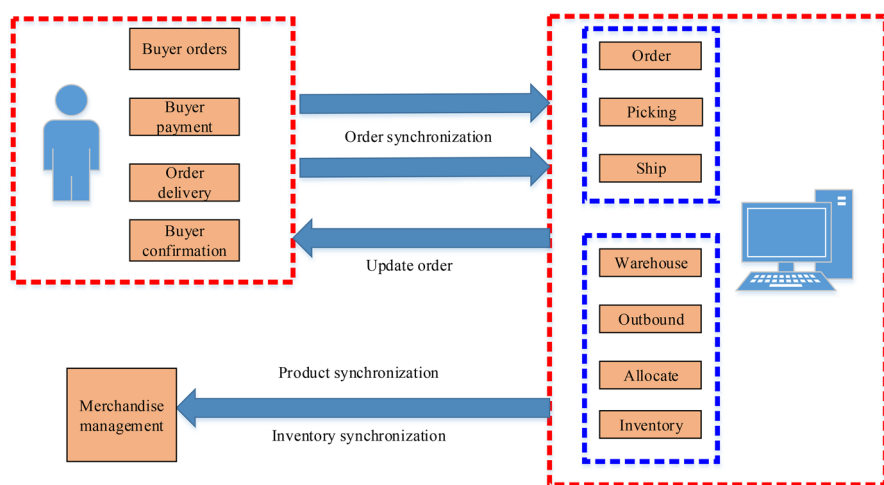 Buyer orders
Buyer
payment
Order
delivery
Buyer
confirmation
Order synchronization
Update order
Order
Picking
Ship
Warehouse
Outbound
Allocate
Inventory
Merchandise
management
Product synchronization
Inventory synchronization